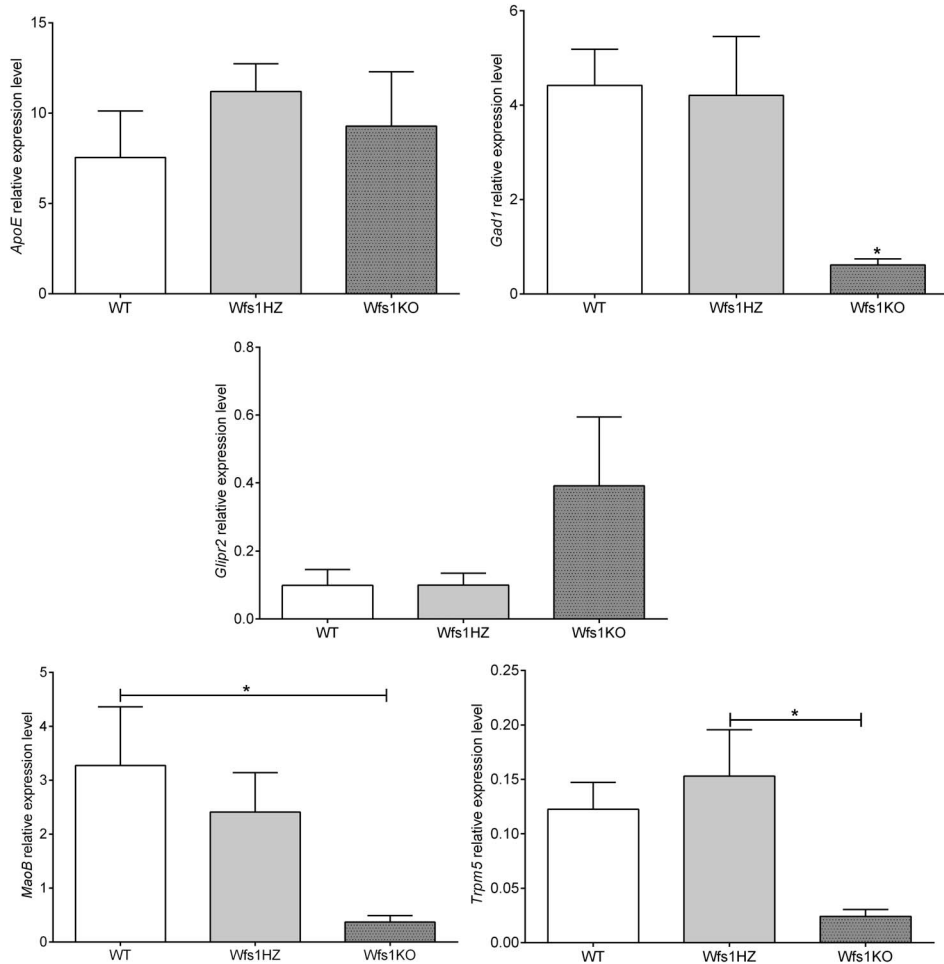 ApoE relative expression level
15
10
5
0
WT Wfs1HZ Wfs1KO
Gad1 relative expression level
6
4
2
0
*
WT Wfs1HZ Wfs1KO
Glipr2 relative expression level
0.8
0.6
0.4
0.2
0.0
WT Wfs1HZ Wfs1KO
MaoB relative expression level
5
4
3
2
1
0
*
WT Wfs1HZ Wfs1KO
Trpm5 relative expression level
0.25
0.20
0.15
0.10
0.05
0.00
*
WT Wfs1HZ Wfs1KO